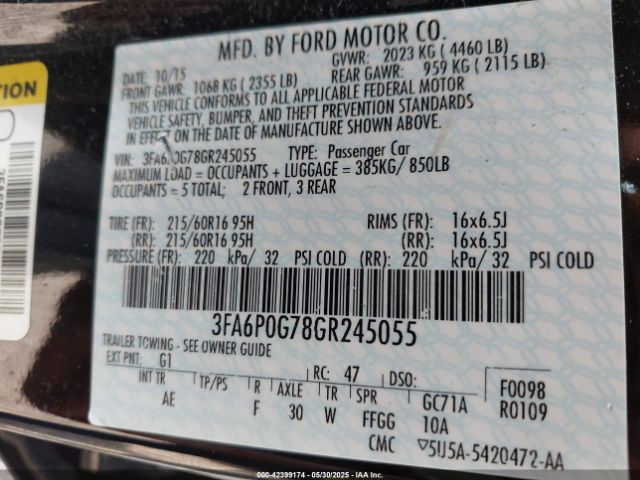 MFD. BY FORD MOTOR CO.
DATE: 10/15
GVWR: 2023 KG ( 4460 LB)
FRONT GAWR: 1068 KG ( 2355 LB)
REAR GAWR: 959 KG ( 2115 LB)
THIS VEHICLE CONFORMS TO ALL APPLICABLE FEDERAL MOTOR
VEHICLE SAFETY, BUMPER, AND THEFT PREVENTION STANDARDS
IN EFFECT ON THE DATE OF MANUFACTURE SHOWN ABOVE.
VIN: 3FA6P0G78GR245055 TYPE: Passenger Car
MAXIMUM LOAD = OCCUPANTS + LUGGAGE = 385KG/ 850LB
OCCUPANTS = 5 TOTAL; 2 FRONT, 3 REAR
TIRE (FR): 215/60R16 95H RIMS (FR): 16x6.5J
(RR): 215/60R16 95H (RR): 16x6.5J
PRESSURE (FR): 220 kPa/ 32 PSI COLD (RR): 220 kPa/ 32 PSI COLD
3FA6P0G78GR245055
TRAILER TOWING - SEE OWNER GUIDE
EXT PNT: G1 RC: 47 DSO: F0098
R0109
INT TR TP/PS R AXLE TR SPR GC71A
AE F 30 W FFGG 10A
CMC 5U5A-5420472-AA
TION
000-42399174 - 05/30/2025 - IAAI.COM